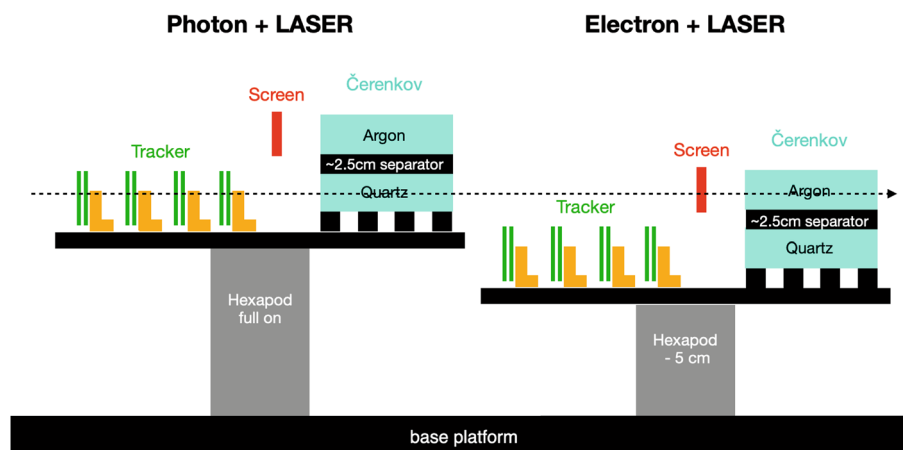 Photon + LASER
Electron + LASER
Čerenkov
Screen
Argon
Tracker
~2.5cm separator
Quartz
Hexapod
full on
Čerenkov
Screen
Argon
Tracker
~2.5cm separator
Quartz
Hexapod
- 5 cm
base platform